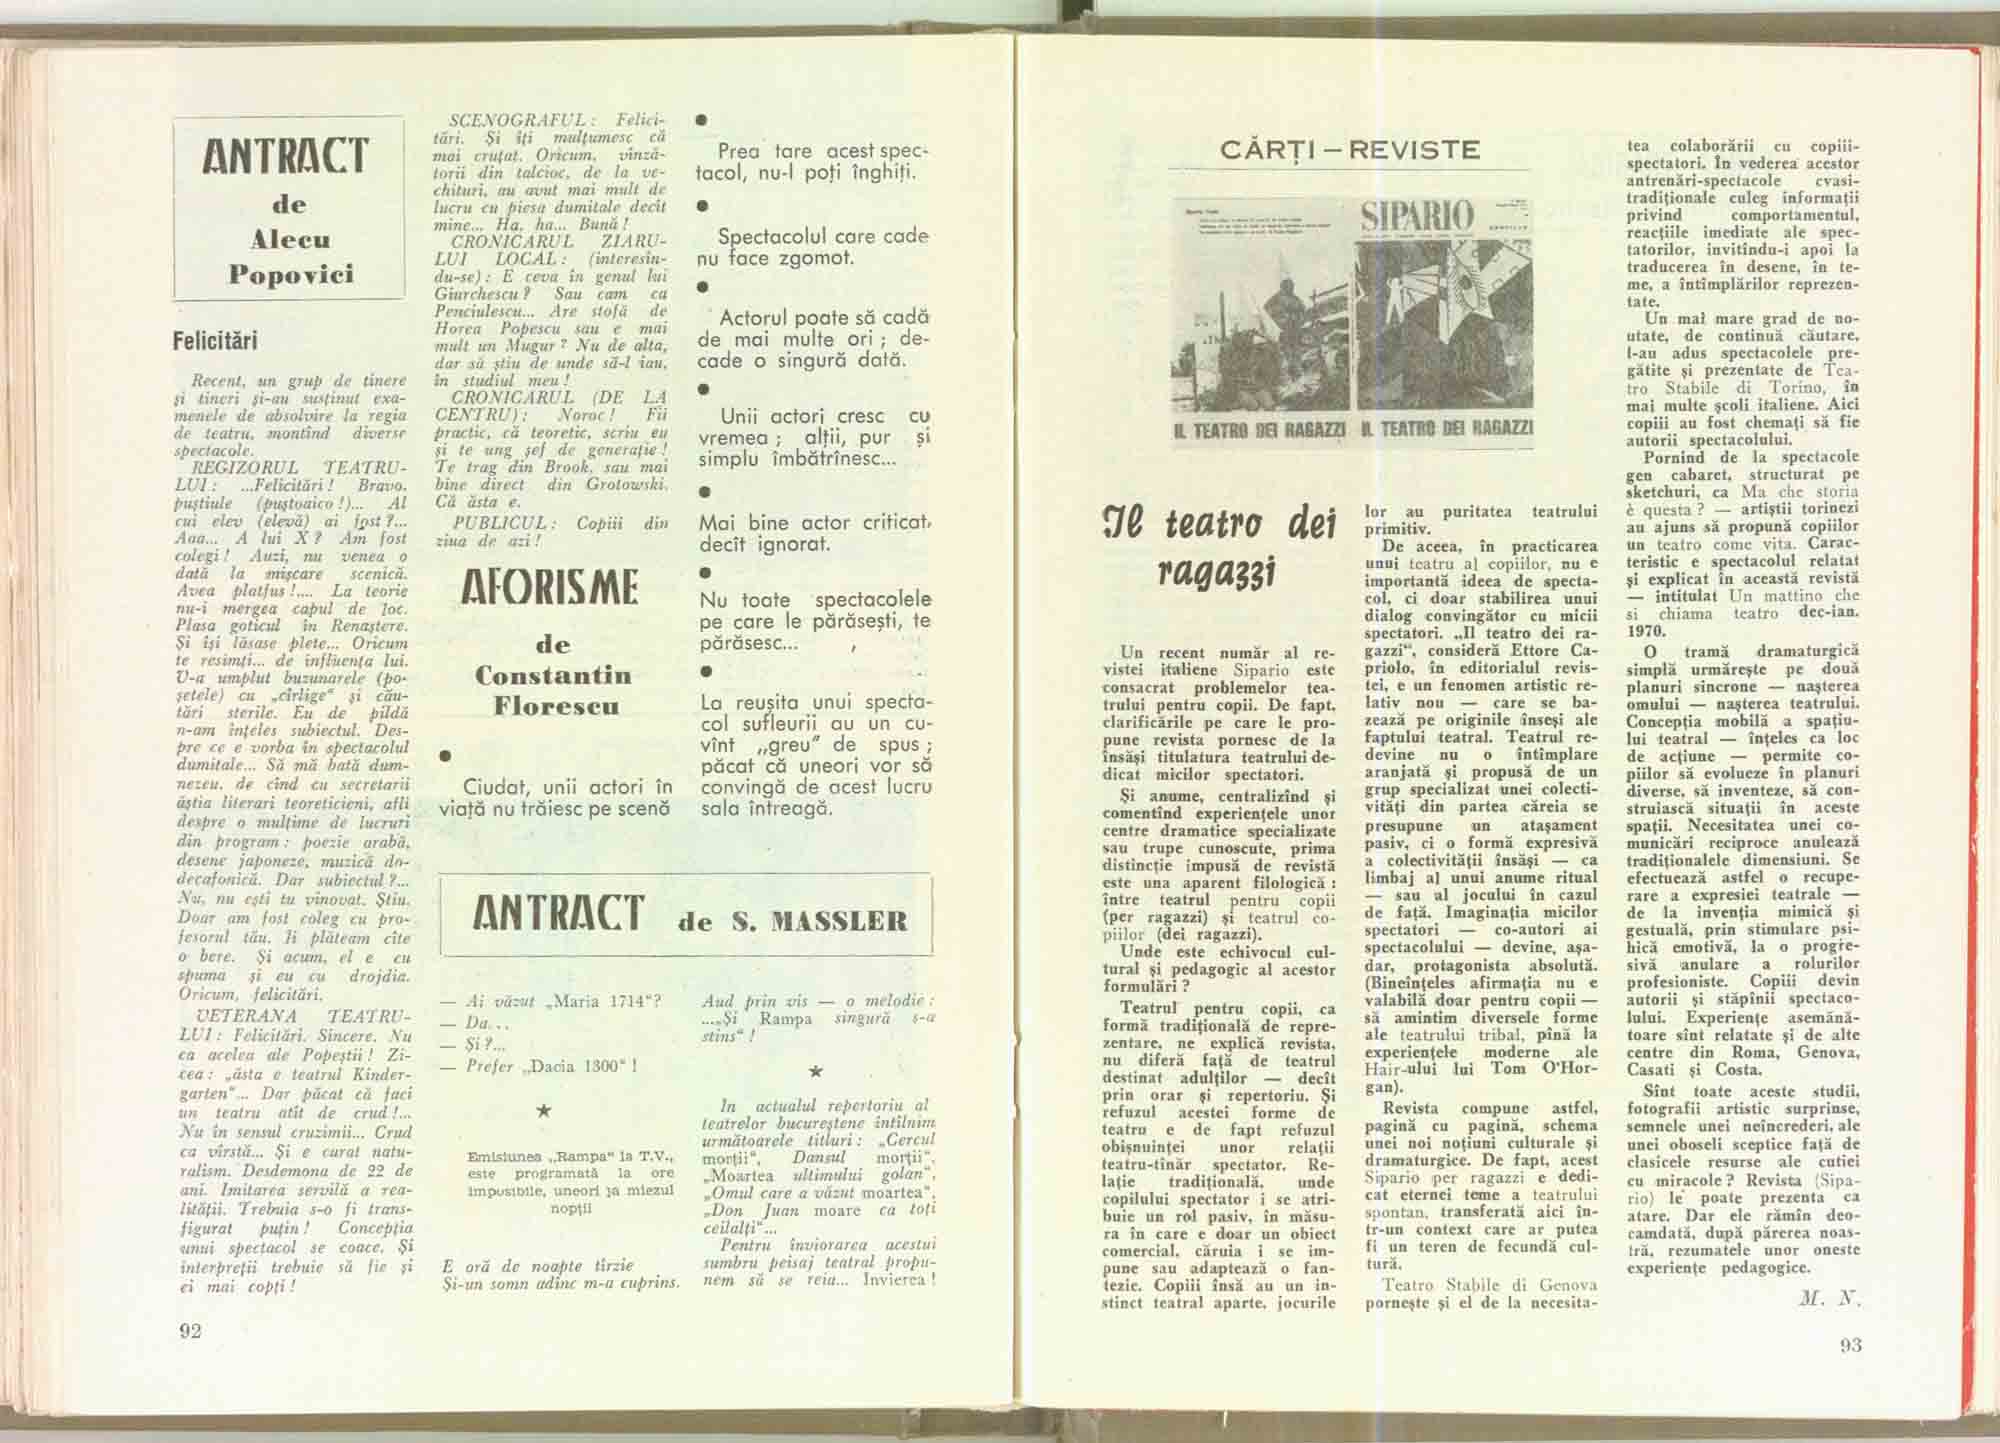 ANTRACT
de
Alecu
Popovici
Felicitări
Recent, un grup de tinere
și tineri și-au susținut exa-
menele de absolvire la regia
de teatru, montînd diverse
spectacole.
REGIZORUL TEATRU-
LUI : ...Felicitări ! Bravo.
puștiule (puștoaico !)... Al
cui elev (elevă) ai fost ?...
Aaa... A lui X ? Am fost
colegi ! Auzi, nu venea o
dată la mișcare scenică.
Avea platfus !.... La teorie
nu-i mergea capul de loc.
Plasa goticul în Renaștere.
Și își lăsase plete... Oricum
te resimți... de influența lui.
Ți-a umplut buzunarele (po-
șetele) cu „cîrlige“ și cău-
tări sterile. Eu de pildă
n-am înțeles subiectul. Des-
pre ce e vorba în spectacolul
dumitale... Să mă bată dum-
nezeu, de cînd cu secretarii
ăștia literari teoreticieni, afli
despre o mulțime de lucruri
din program : poezie arabă,
desene japoneze, muzică do-
decafonică. Dar subiectul ?...
Nu, nu ești tu vinovat. Știu.
Doar am fost coleg cu pro-
fesorul tău. Ii plăteam cîte
o bere. Și acum, el e cu
spuma și eu cu drojdia.
Oricum, felicitări.
VETERANA TEATRU-
LUI : Felicitări. Sincere. Nu
ca acelea ale Popeștii ! Zi-
cea : „ăsta e teatrul Kinder-
garten“... Dar păcat că faci
un teatru atît de crud !...
Nu în sensul cruzimii... Crud
ca vîrstă... Și e curat natu-
ralism. Desdemona de 22 de
ani. Imitarea servilă a rea-
lității. Trebuia s-o fi trans-
figurat puțin ! Concepția
unui spectacol se coace. Și
interpreții trebuie să fie și
ei mai copți !
SCENOGRAFUL : Felici-
tări. Și îți mulțumesc că
mai cruțat. Oricum, vînză-
torii din talcioc, de la ve-
chituri, au avut mai mult de
lucru cu piesa dumitale decît
mine... Ha, ha... Bună !
CRONICARUL ZIARU-
LUI LOCAL : (interesîn-
du-se) : E ceva în genul lui
Giurchescu ? Sau cam ca
Penciulescu... Are stofă de
Horea Popescu sau e mai
mult un Mugur ? Nu de alta,
dar să știu de unde să-l iau,
în studiul meu !
CRONICARUL (DE LA
CENTRU) : Noroc ! Fii
practic, că teoretic, scriu eu
și te ung șef de generație !
Te trag din Brook, sau mai
bine direct din Grotowski.
Că ăsta e.
PUBLICUL : Copiii din
ziua de azi !
AFORISME
de
Constantin
Florescu
●
Ciudat, unii actori în
viață nu trăiesc pe scenă
●
Prea tare acest spec-
tacol, nu-l poți înghiți.
●
Spectacolul care cade
nu face zgomot.
●
Actorul poate să cadă
de mai multe ori ; de-
cade o singură dată.
●
Unii actori cresc cu
vremea ; alții, pur și
simplu îmbătrînesc...
●
Mai bine actor criticat,
decît ignorat.
●
Nu toate spectacolele
pe care le părăsești, te
părăsesc...
●
La reușita unui specta-
col sufleurii au un cu-
vînt „greu” de spus ;
păcat că uneori vor să
convingă de acest lucru
sala întreagă.
ANTRACT de S. MASSLER
— Ai văzut „Maria 1714“?
— Da...
— Și ?...
— Prefer „Dacia 1300“ !
★
Emisiunea „Rampa“ la T.V.,
este programată la ore
imposibile, uneori la miezul
nopții
E oră de noapte tîrzie
Și-un somn adînc m-a cuprins.
Aud prin vis — o melodie :
...„Și Rampa singură s-a
stins“ !
★
In actualul repertoriu al
teatrelor bucureștene întîlnim
următoarele titluri : „Cercul
morții“, Dansul morții“,
„Moartea ultimului golan“,
„Omul care a văzut moartea“,
„Don Juan moare ca toți
ceilalți“...
Pentru înviorarea acestui
sumbru peisaj teatral propu-
nem să se reia... Invierea !
92
CĂRȚI — REVISTE
SIPARIO
IL TEATRO DEI RAGAZZI IL TEATRO DEI RAGAZZI
Il teatro dei
ragazzi
Un recent număr al re-
vistei italiene Sipario este
consacrat problemelor tea-
trului pentru copii. De fapt,
clarificările pe care le pro-
pune revista pornesc de la
însăși titulatura teatrului de-
dicat micilor spectatori.
Și anume, centralizînd și
comentînd experiențele unor
centre dramatice specializate
sau trupe cunoscute, prima
distincție impusă de revistă
este una aparent filologică :
între teatrul pentru copii
(per ragazzi) și teatrul co-
piilor (dei ragazzi).
Unde este echivocul cul-
tural și pedagogic al acestor
formulări ?
Teatrul pentru copii, ca
formă tradițională de repre-
zentare, ne explică revista,
nu diferă față de teatrul
destinat adulților — decît
prin orar și repertoriu. Și
refuzul acestei forme de
teatru e de fapt refuzul
obișnuinței unor relații
teatru-tînăr spectator. Re-
lație tradițională, unde
copilului spectator i se atri-
buie un rol pasiv, în măsu-
ra în care e doar un obiect
comercial, căruia i se im-
pune sau adaptează o fan-
tezie. Copiii însă au un in-
stinct teatral aparte, jocurile
lor au puritatea teatrului
primitiv.
De aceea, în practicarea
unui teatru al copiilor, nu e
importantă ideea de specta-
col, ci doar stabilirea unui
dialog convingător cu micii
spectatori. „Il teatro dei ra-
gazzi“, consideră Ettore Ca-
priolo, în editorialul revis-
tei, e un fenomen artistic re-
lativ nou — care se ba-
zează pe originile înseși ale
faptului teatral. Teatrul re-
devine nu o întîmplare
aranjată și propusă de un
grup specializat unei colecti-
vități din partea căreia se
presupune un atașament
pasiv, ci o formă expresivă
a colectivității însăși — ca
limbaj al unui anume ritual
— sau al jocului în cazul
de față. Imaginația micilor
spectatori — co-autori ai
spectacolului — devine, așa-
dar, protagonista absolută.
(Bineînțeles afirmația nu e
valabilă doar pentru copii —
să amintim diversele forme
ale teatrului tribal, pînă la
experiențele moderne ale
Hair-ului lui Tom O'Hor-
gan).
Revista compune astfel,
pagină cu pagină, schema
unei noi noțiuni culturale și
dramaturgice. De fapt, acest
Sipario per ragazzi e dedi-
cat eternei teme a teatrului
spontan, transferată aici în-
tr-un context care ar putea
fi un teren de fecundă cul-
tură.
Teatro Stabile di Genova
pornește și el de la necesita-
tea colaborării cu copiii-
spectatori. În vederea acestor
antrenări-spectacole cvasi-
tradiționale culeg informații
privind comportamentul,
reacțiile imediate ale spec-
tatorilor, invitîndu-i apoi la
traducerea în desene, în te-
me, a întîmplărilor reprezen-
tate.
Un mai mare grad de no-
utate, de continuă căutare,
l-au adus spectacolele pre-
gătite și prezentate de Tea-
tro Stabile di Torino, în
mai multe școli italiene. Aici
copiii au fost chemați să fie
autorii spectacolului.
Pornind de la spectacole
gen cabaret, structurat pe
sketchuri, ca Ma che storia
è questa ? — artiștii torinezi
au ajuns să propună copiilor
un teatro come vita. Carac-
teristic e spectacolul relatat
și explicat în această revistă
— intitulat Un mattino che
si chiama teatro dec-ian.
1970.
O tramă dramaturgică
simplă urmărește pe două
planuri sincrone — nașterea
omului — nașterea teatrului.
Concepția mobilă a spațiu-
lui teatral — înțeles ca loc
de acțiune — permite co-
piilor să evolueze în planuri
diverse, să inventeze, să con-
struiască situații în aceste
spații. Necesitatea unei co-
municări reciproce anulează
tradiționalele dimensiuni. Se
efectuează astfel o recupe-
rare a expresiei teatrale —
de la invenția mimică și
gestuală, prin stimulare psi-
hică emotivă, la o progre-
sivă anulare a rolurilor
profesioniste. Copiii devin
autorii și stăpînii spectaco-
lului. Experiențe asemănă-
toare sînt relatate și de alte
centre din Roma, Genova,
Casati și Costa.
Sînt toate aceste studii,
fotografii artistic surprinse,
semnele unei neîncrederi, ale
unei oboseli sceptice față de
clasicele resurse ale cutiei
cu miracole ? Revista (Sipa-
rio) le poate prezenta ca
atare. Dar ele rămîn deo-
camdată, după părerea noas-
tră, rezumatele unor oneste
experiențe pedagogice.
M. N.
93